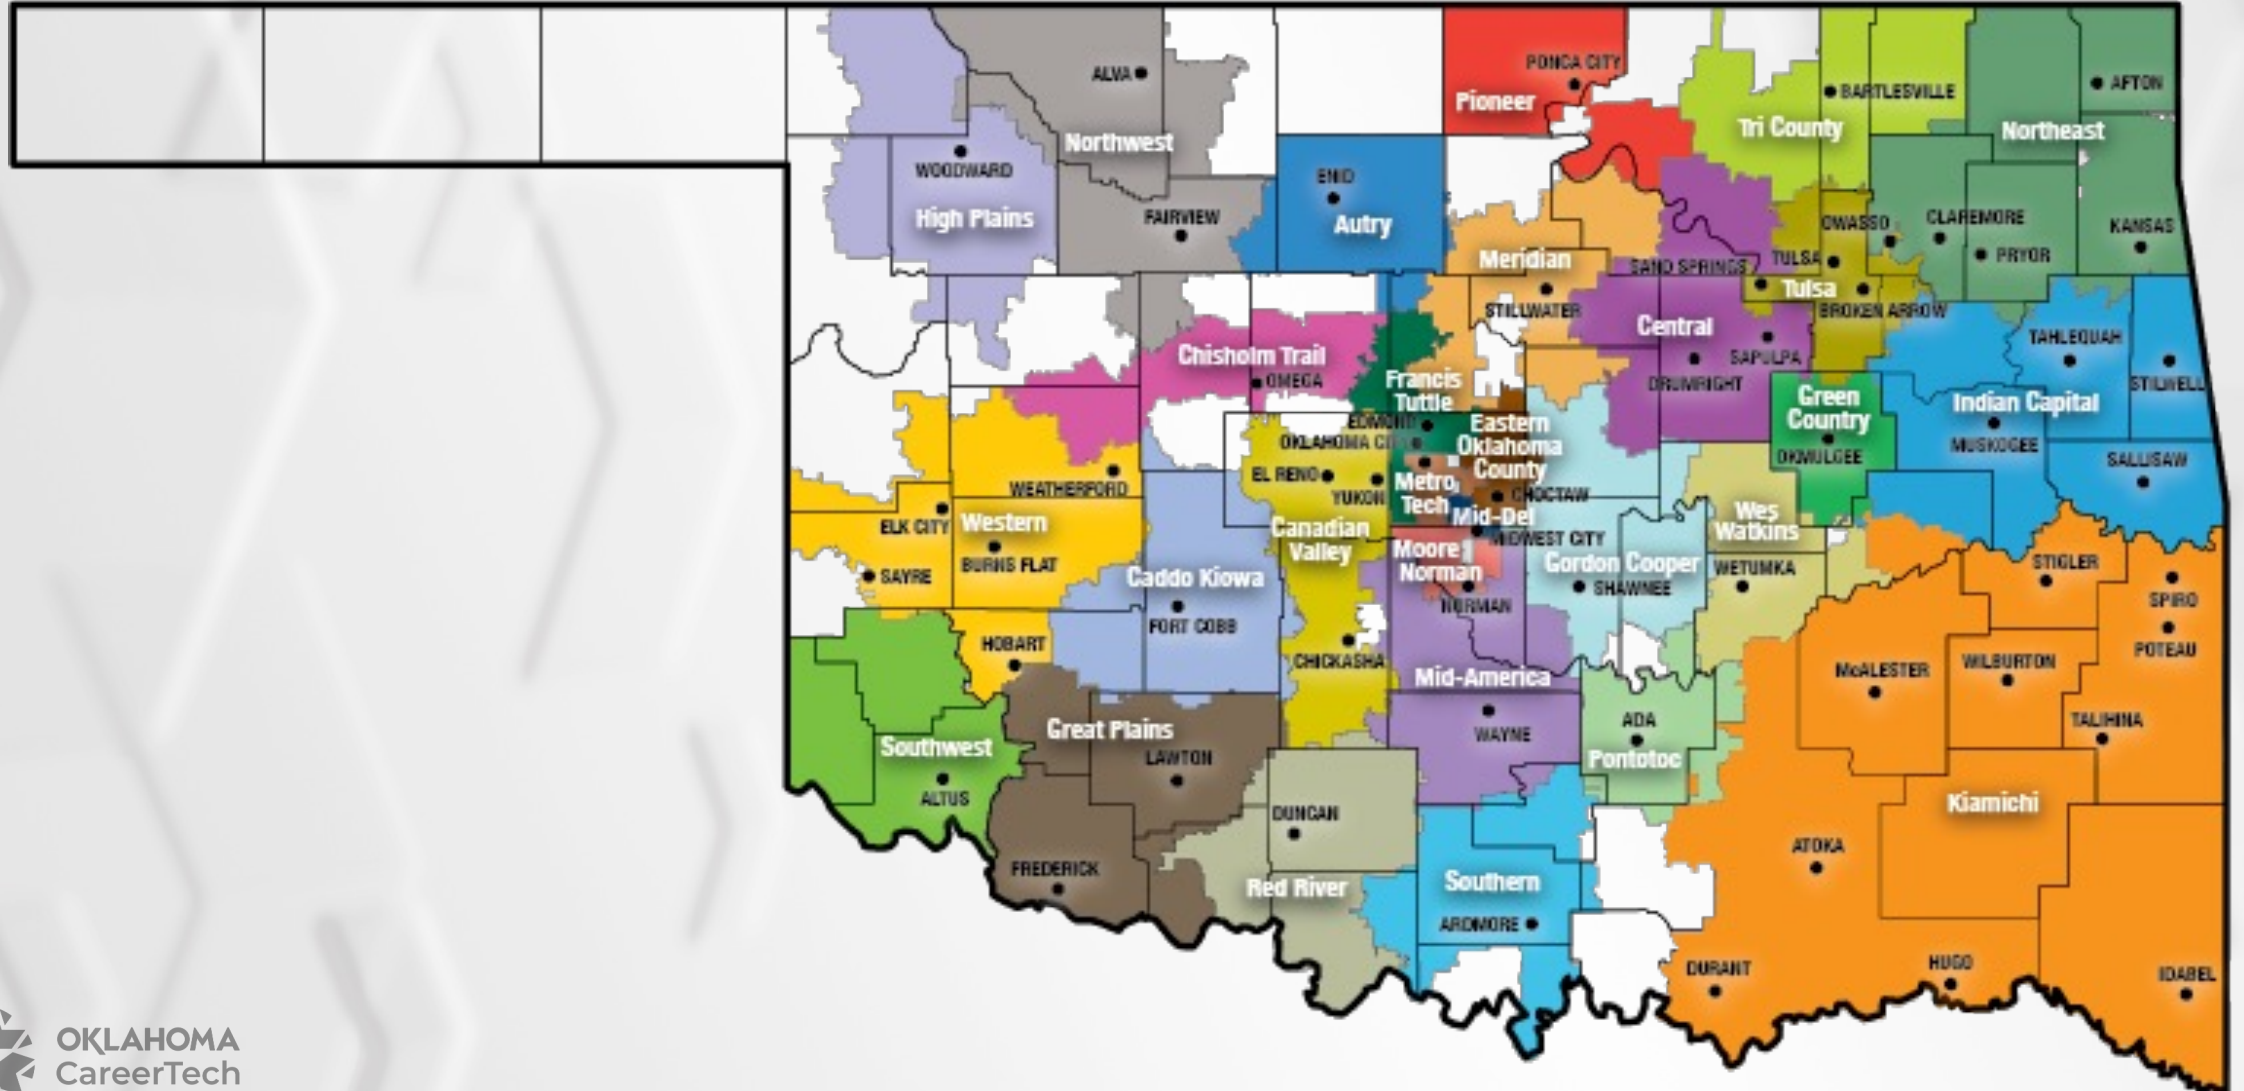 PONCA CITY
ALVA
AFTON
BARTLESVILLE
Pioneer
Tri County
Northeast
Northwest
WOODWARD
ENID
High Plains
FAIRVIEW
Autry
OWASSO
CLAREMORE
KANSAS
Meridian
SAND SPRINGS
TULSA
PRYOR
Tulsa
STILLWATER
BROKEN ARROW
Central
TAHLEQUAH
Chisholm Trail
SAPULPA
OMEGA
DRUMRIGHT
STILWELL
Francis
Tuttle
Green
Country
Indian Capital
EDMOND
OKLAHOMA CITY
Eastern
Oklahoma
County
MUSKOGEE
OKMULGEE
SALLISAW
WEATHERFORD
EL RENO
YUKON
Metro
Tech
CHOCTAW
ELK CITY
Western
Canadian
Valley
Mid-Del
MIDWEST CITY
Wes
Watkins
BURNS FLAT
Moore
Norman
Gordon Cooper
WETUMKA
STIGLER
SAYRE
Caddo Kiowa
SHAWNEE
NORMAN
SPIRO
FORT COBB
HOBART
CHICKASHA
POTEAU
Mid-America
McALESTER
WILBURTON
Great Plains
WAYNE
ADA
Pontotoc
TALIHINA
Southwest
LAWTON
ALTUS
DUNCAN
Kiamichi
ATOKA
FREDERICK
Red River
Southern
ARDMORE
DURANT
HUGO
IDABEL
OKLAHOMA
CareerTech